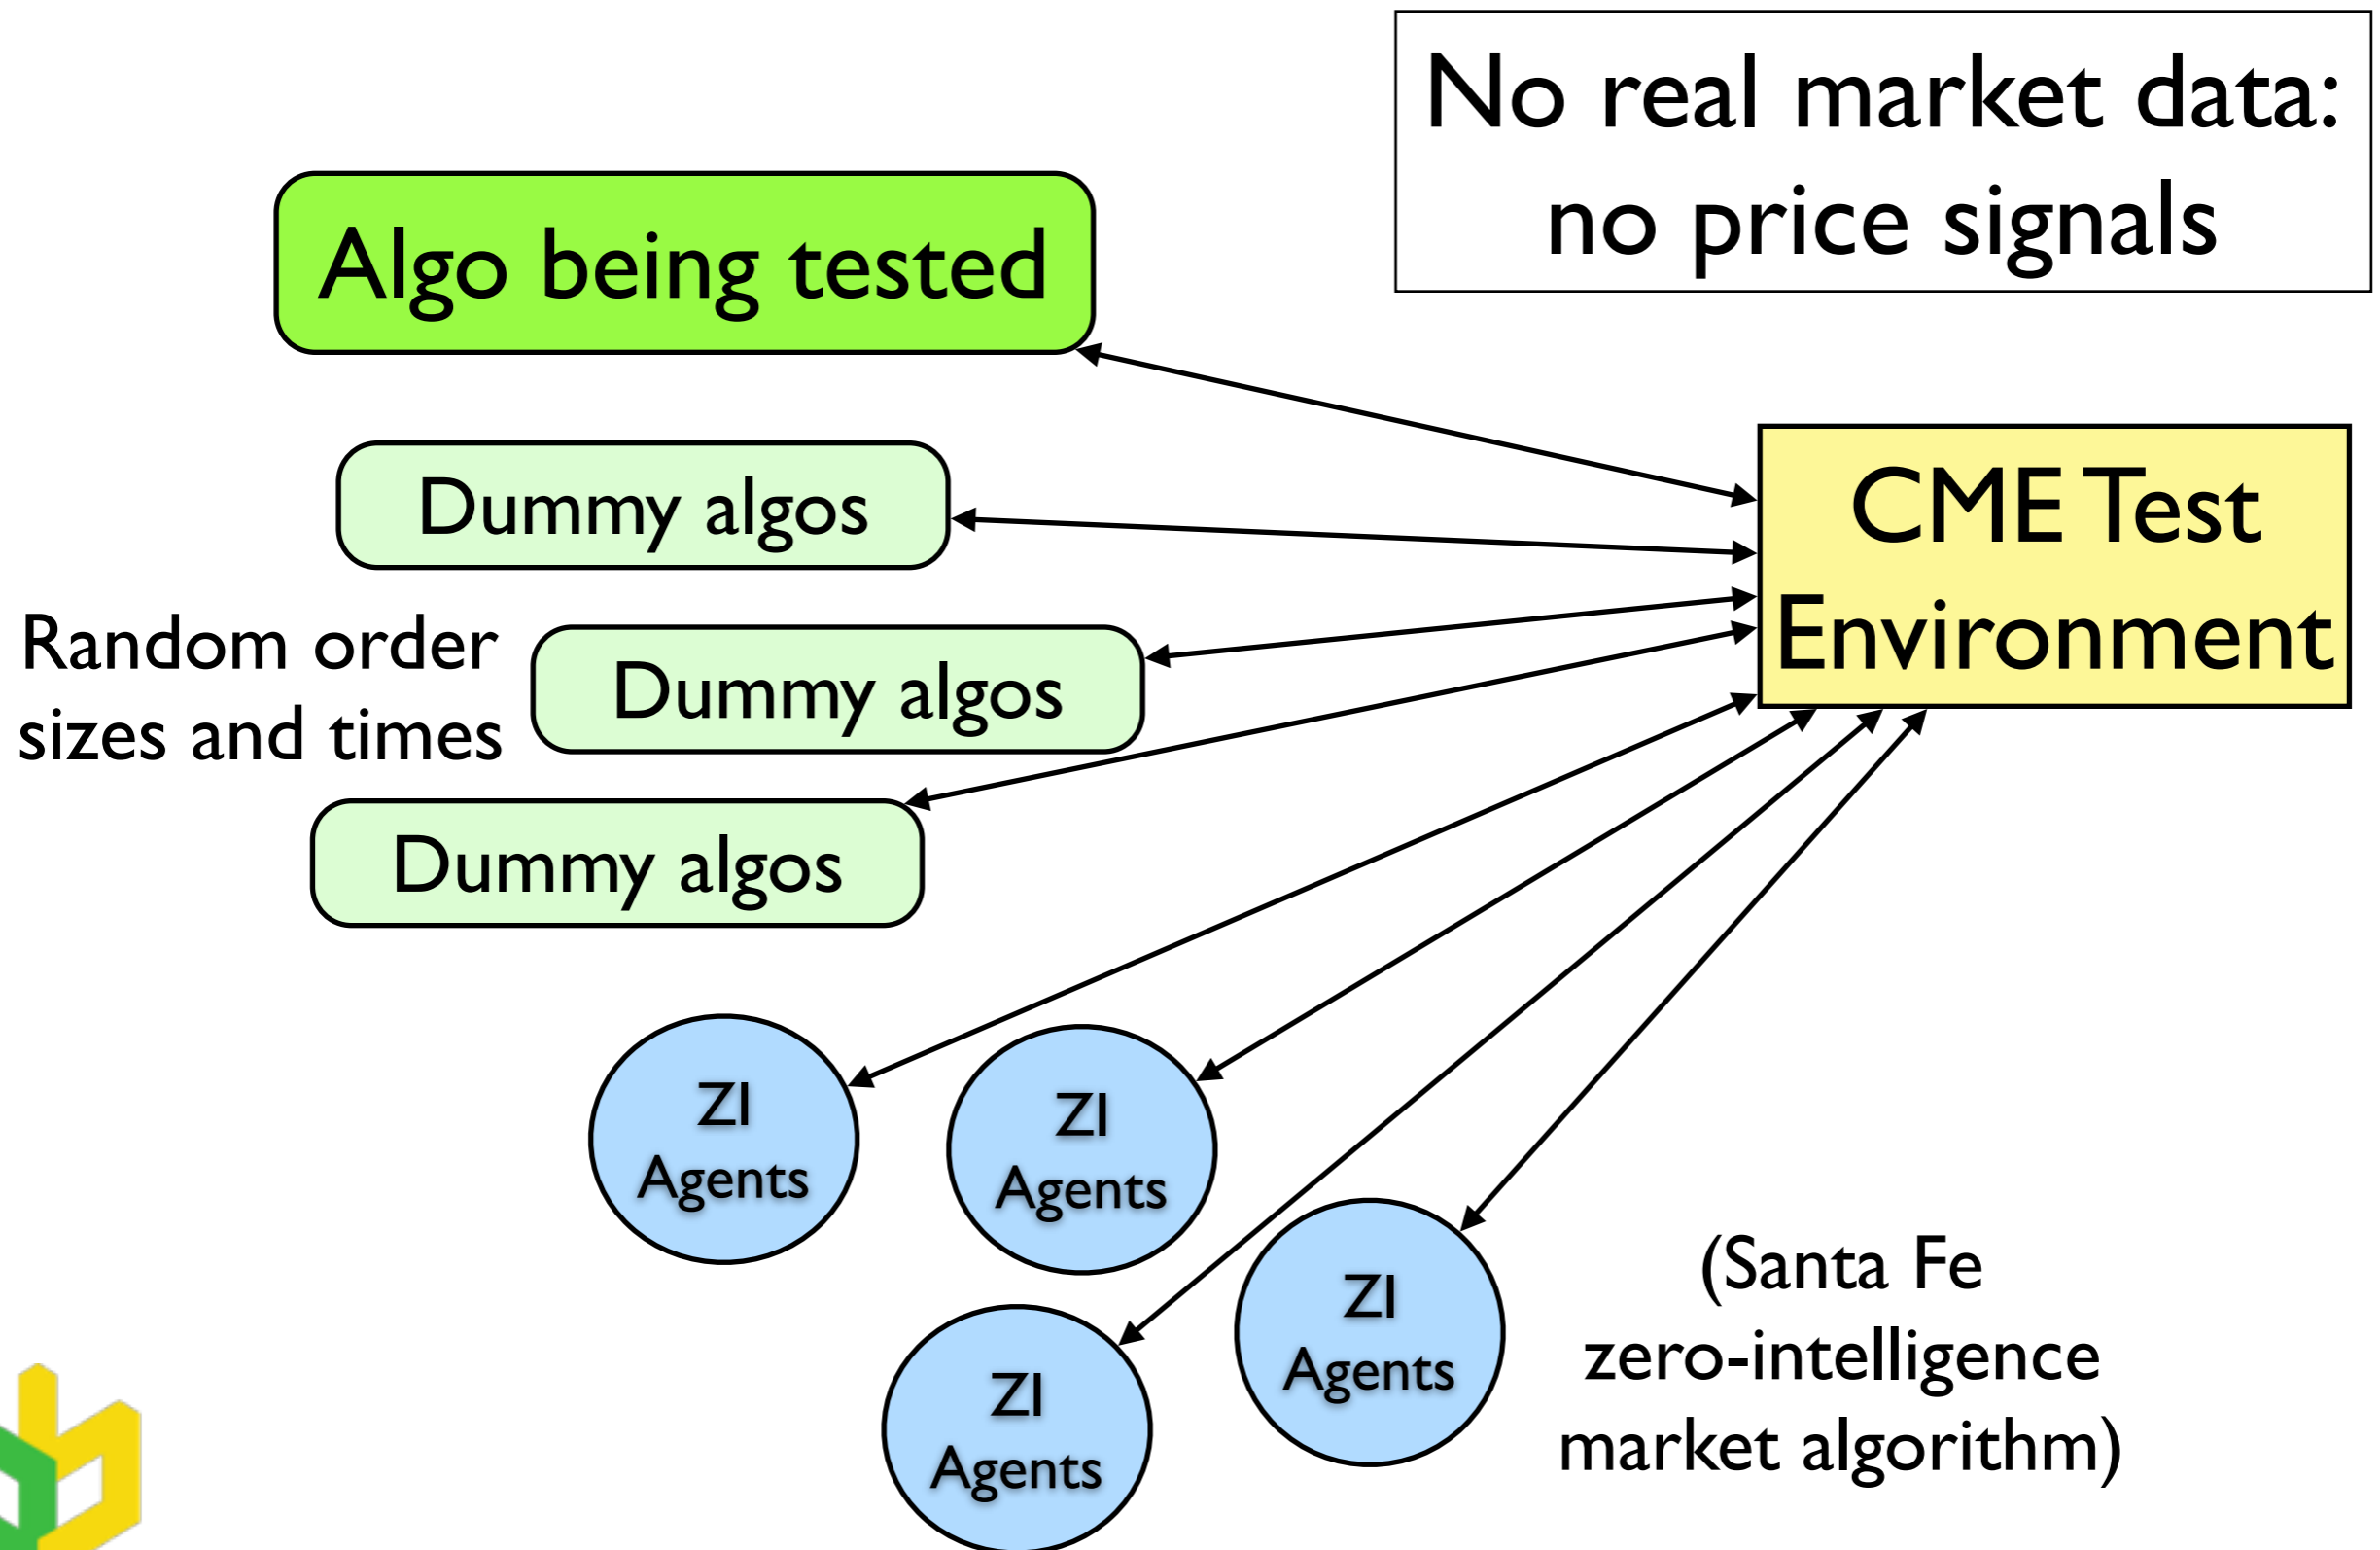 No real market data:
no price signals
Algo being tested
CME Test
Environment
Dummy algos
Random order
sizes and times
Dummy algos
Dummy algos
ZI
Agents
ZI
Agents
ZI
Agents
ZI
Agents
(Santa Fe
zero-intelligence
market algorithm)